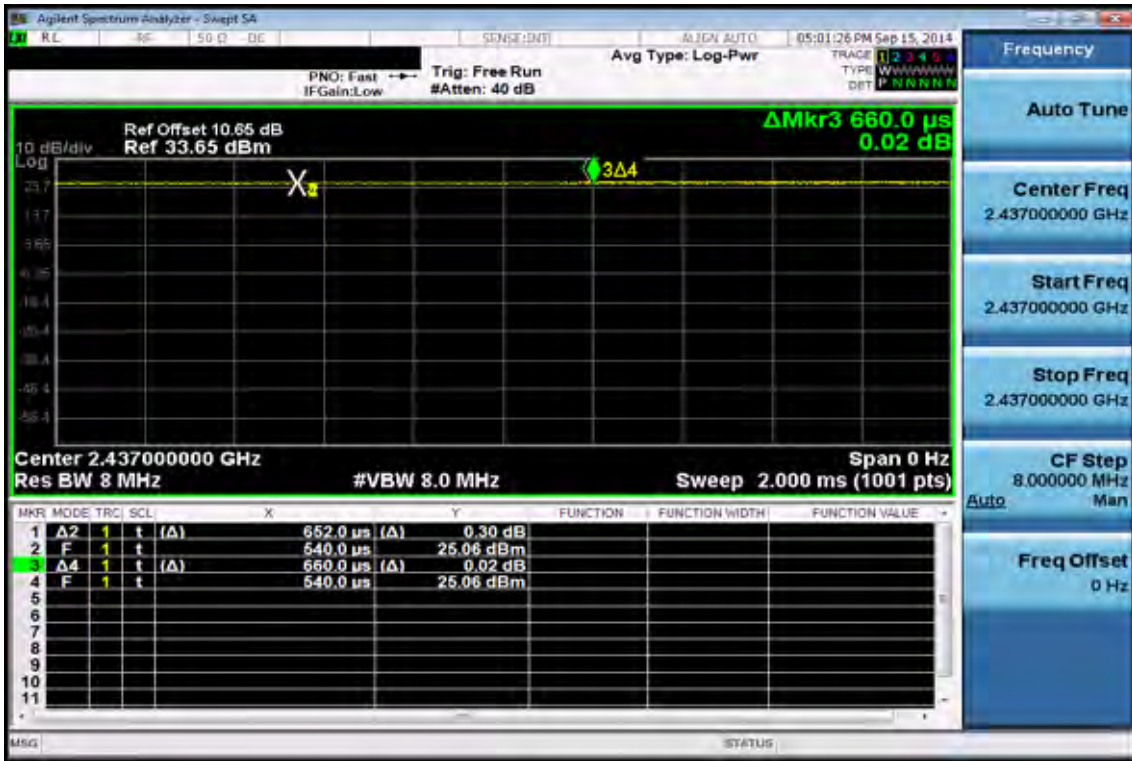 Agilent Spectrum Analyzer - Swept SA
RL RF 50 Ω DC SENSE:INT ALIGN AUTO 05:01:26 PM Sep 15, 2014
Frequency
Avg Type: Log-Pwr TRACE 1 2 3 4 5 6
PNO: Fast Trig: Free Run TYPE WWWWWW
IFGain:Low #Atten: 40 dB DET P N N N N N
Auto Tune
ΔMkr3 660.0 µs
Ref Offset 10.65 dB
10 dB/div Ref 33.65 dBm 0.02 dB
Log
3Δ4
23.7
13.7
3.65
Center Freq
2.437000000 GHz
Start Freq
2.437000000 GHz
Stop Freq
2.437000000 GHz
Center 2.437000000 GHz Span 0 Hz
Res BW 8 MHz #VBW 8.0 MHz Sweep 2.000 ms (1001 pts)
CF Step
8.000000 MHz
Auto Man
MKR MODE TRC SCL X Y FUNCTION FUNCTION WIDTH FUNCTION VALUE
1 Δ2 1 t (Δ) 652.0 µs (Δ) 0.30 dB
2 F 1 t 540.0 µs 25.06 dBm
3 Δ4 1 t (Δ) 660.0 µs (Δ) 0.02 dB
4 F 1 t 540.0 µs 25.06 dBm
5
6
7
8
9
10
11
Freq Offset
0 Hz
MSG STATUS